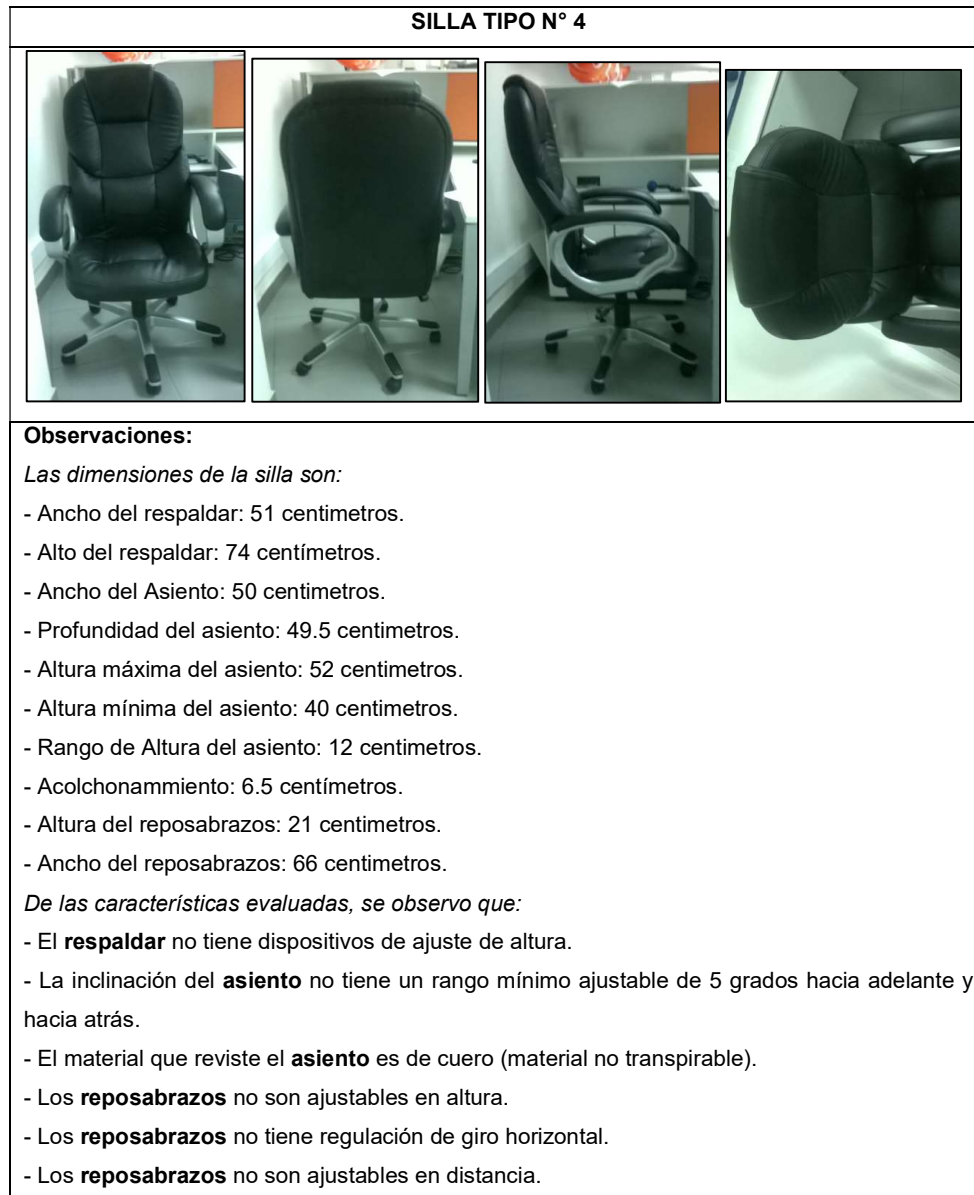 SILLA TIPO N° 4
Observaciones:
Las dimensiones de la silla son:
- Ancho del respaldar: 51 centimetros.
- Alto del respaldar: 74 centímetros.
- Ancho del Asiento: 50 centimetros.
- Profundidad del asiento: 49.5 centimetros.
- Altura máxima del asiento: 52 centimetros.
- Altura mínima del asiento: 40 centimetros.
- Rango de Altura del asiento: 12 centimetros.
- Acolchonammiento: 6.5 centímetros.
- Altura del reposabrazos: 21 centimetros.
- Ancho del reposabrazos: 66 centimetros.
De las características evaluadas, se observo que:
- El respaldar no tiene dispositivos de ajuste de altura.
- La inclinación del asiento no tiene un rango mínimo ajustable de 5 grados hacia adelante y
hacia atrás.
- El material que reviste el asiento es de cuero (material no transpirable).
- Los reposabrazos no son ajustables en altura.
- Los reposabrazos no tiene regulación de giro horizontal.
- Los reposabrazos no son ajustables en distancia.